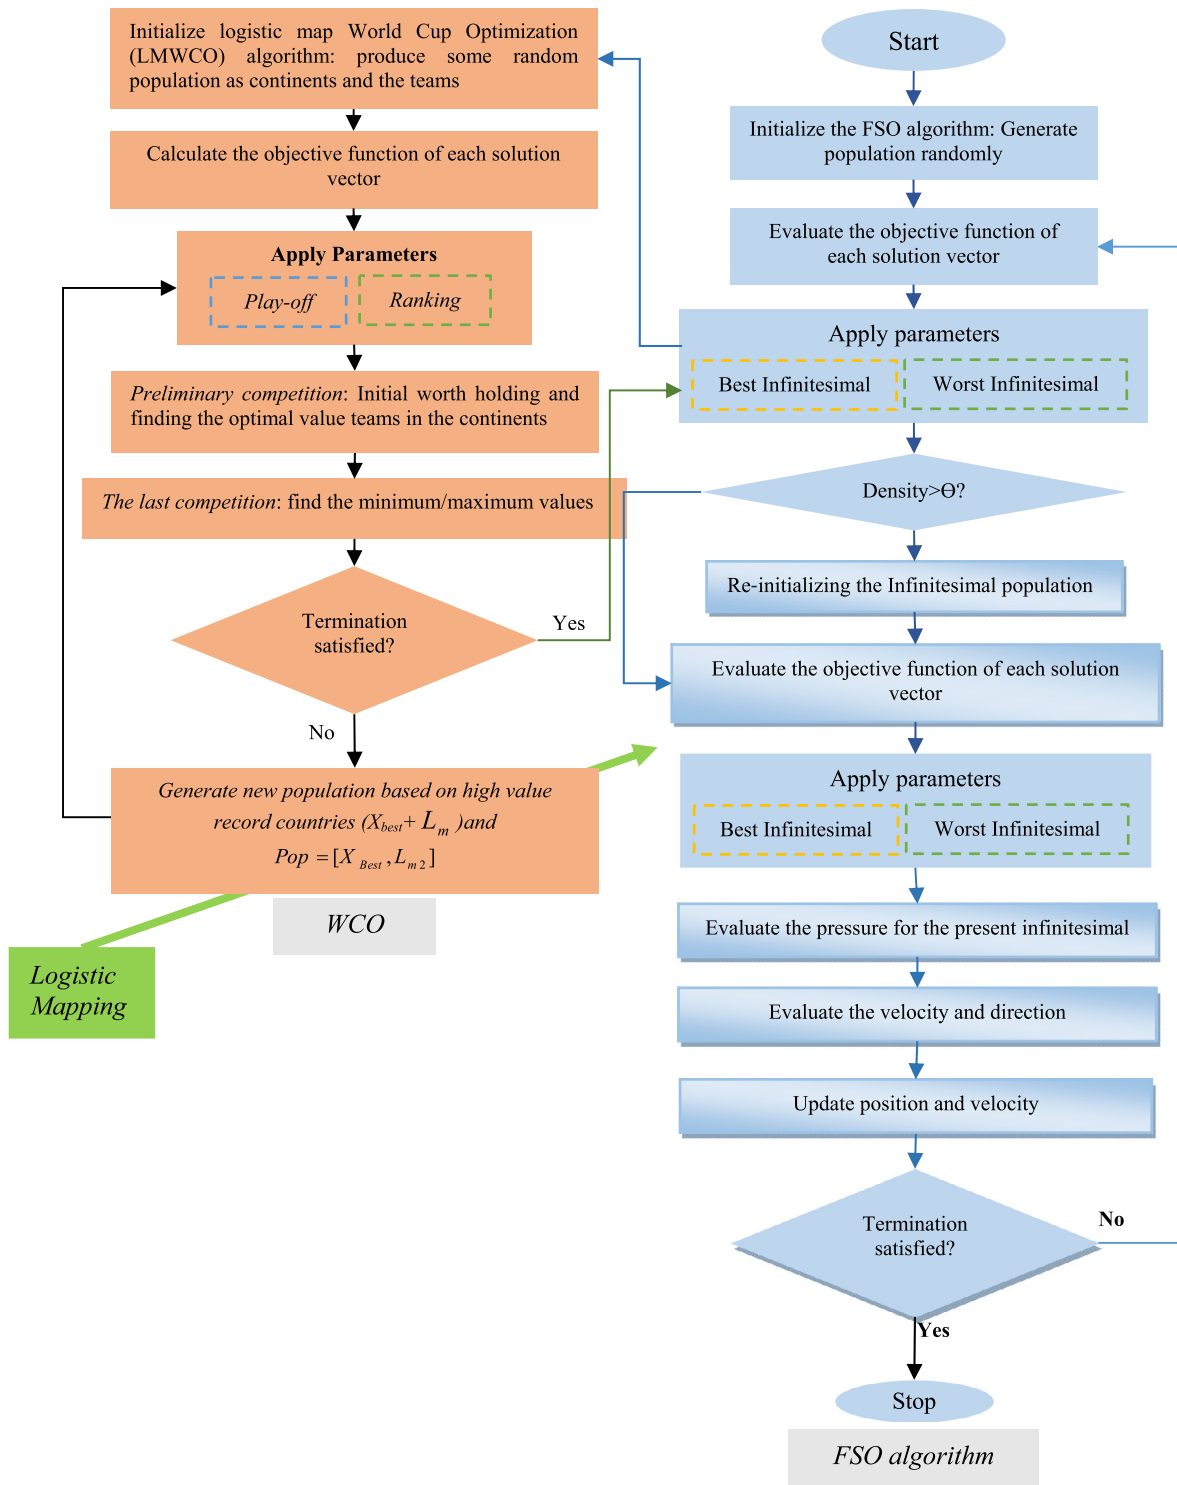 Initialize logistic map World Cup Optimization
(LMWCO) algorithm: produce some random
population as continents and the teams
Calculate the objective function of each solution
vector
Apply Parameters
Play-off
Ranking
Preliminary competition: Initial worth holding and
finding the optimal value teams in the continents
The last competition: find the minimum/maximum values
Termination
satisfied?
Yes
No
Generate new population based on high value
record countries (X_best+ L_m )and
Pop = [X_Best , L_m2]
WCO
Logistic
Mapping
Start
Initialize the FSO algorithm: Generate
population randomly
Evaluate the objective function of
each solution vector
Apply parameters
Best Infinitesimal
Worst Infinitesimal
Density>ϴ?
Re-initializing the Infinitesimal population
Evaluate the objective function of each solution
vector
Apply parameters
Best Infinitesimal
Worst Infinitesimal
Evaluate the pressure for the present infinitesimal
Evaluate the velocity and direction
Update position and velocity
Termination
satisfied?
No
Yes
Stop
FSO algorithm